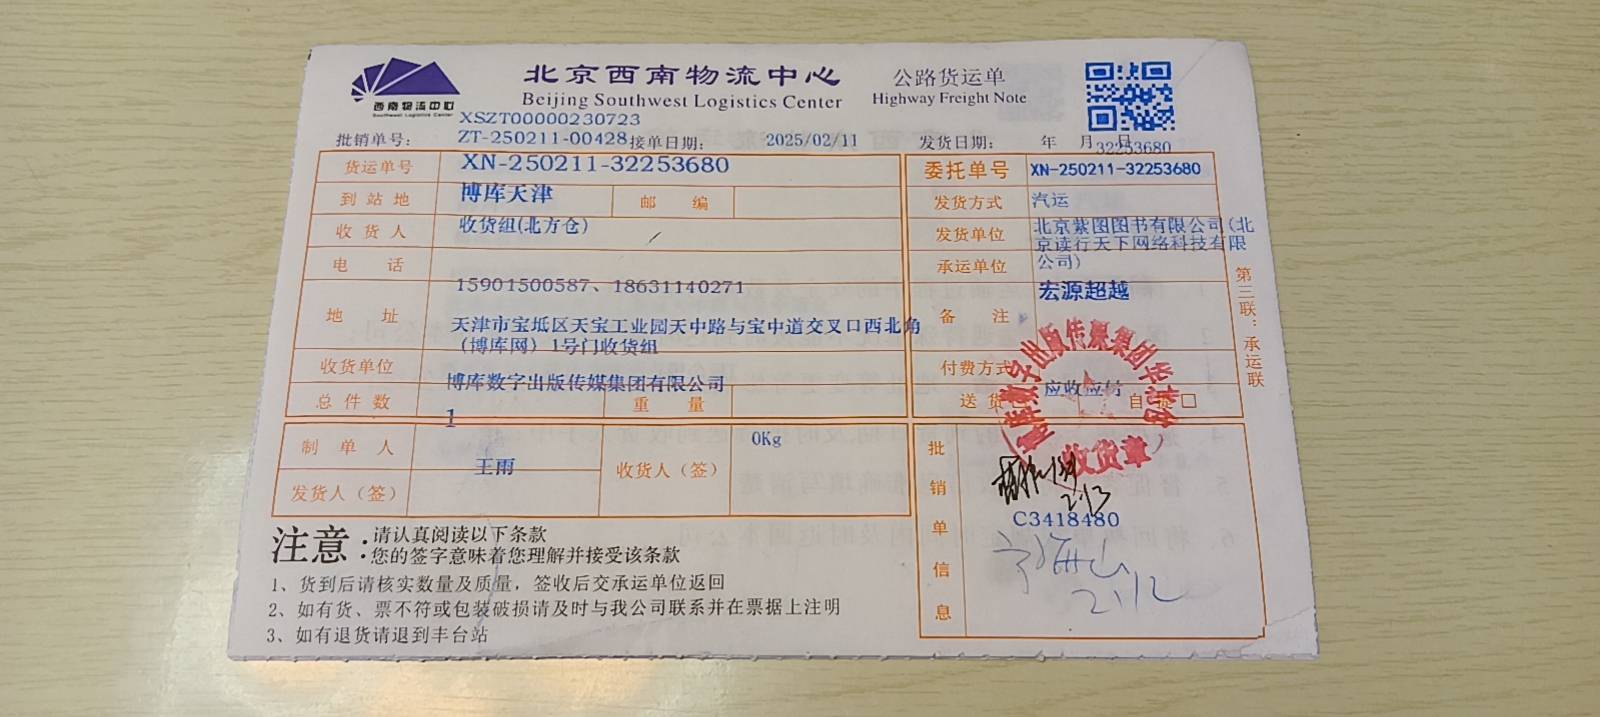 西南物流中心
Southwest Logistics Center
北京西南物流中心
Beijing Southwest Logistics Center
公路货运单
Highway Freight Note
XSZT00000230723
批销单号: ZT-250211-00428 接单日期: 2025/02/11 发货日期: 年 月 日
32253680
货运单号 XN-250211-32253680 委托单号 XN-250211-32253680
到站地 博库天津 邮编 发货方式 汽运
收货人 收货组(北方仓) 发货单位 北京紫图图书有限公司(北
京读行天下网络科技有限
公司)
电话 15901500587、18631140271 承运单位 宏源超越
地址 天津市宝坻区天宝工业园天中路与宝中道交叉口西北角
(博库网) 1号门收货组
备注
收货单位 博库数字出版传媒集团有限公司 付费方式 应收应付
总件数 1 重量 0Kg 送货□ 自提□
第三联:承运联
制单人 王雨 收货人(签)
发货人(签)
批销单信息
收货章
2.13
C3418480
2.12
注意: 请认真阅读以下条款
您的签字意味着您理解并接受该条款
1、货到后请核实数量及质量，签收后交承运单位返回
2、如有货、票不符或包装破损请及时与我公司联系并在票据上注明
3、如有退货请退到丰台站